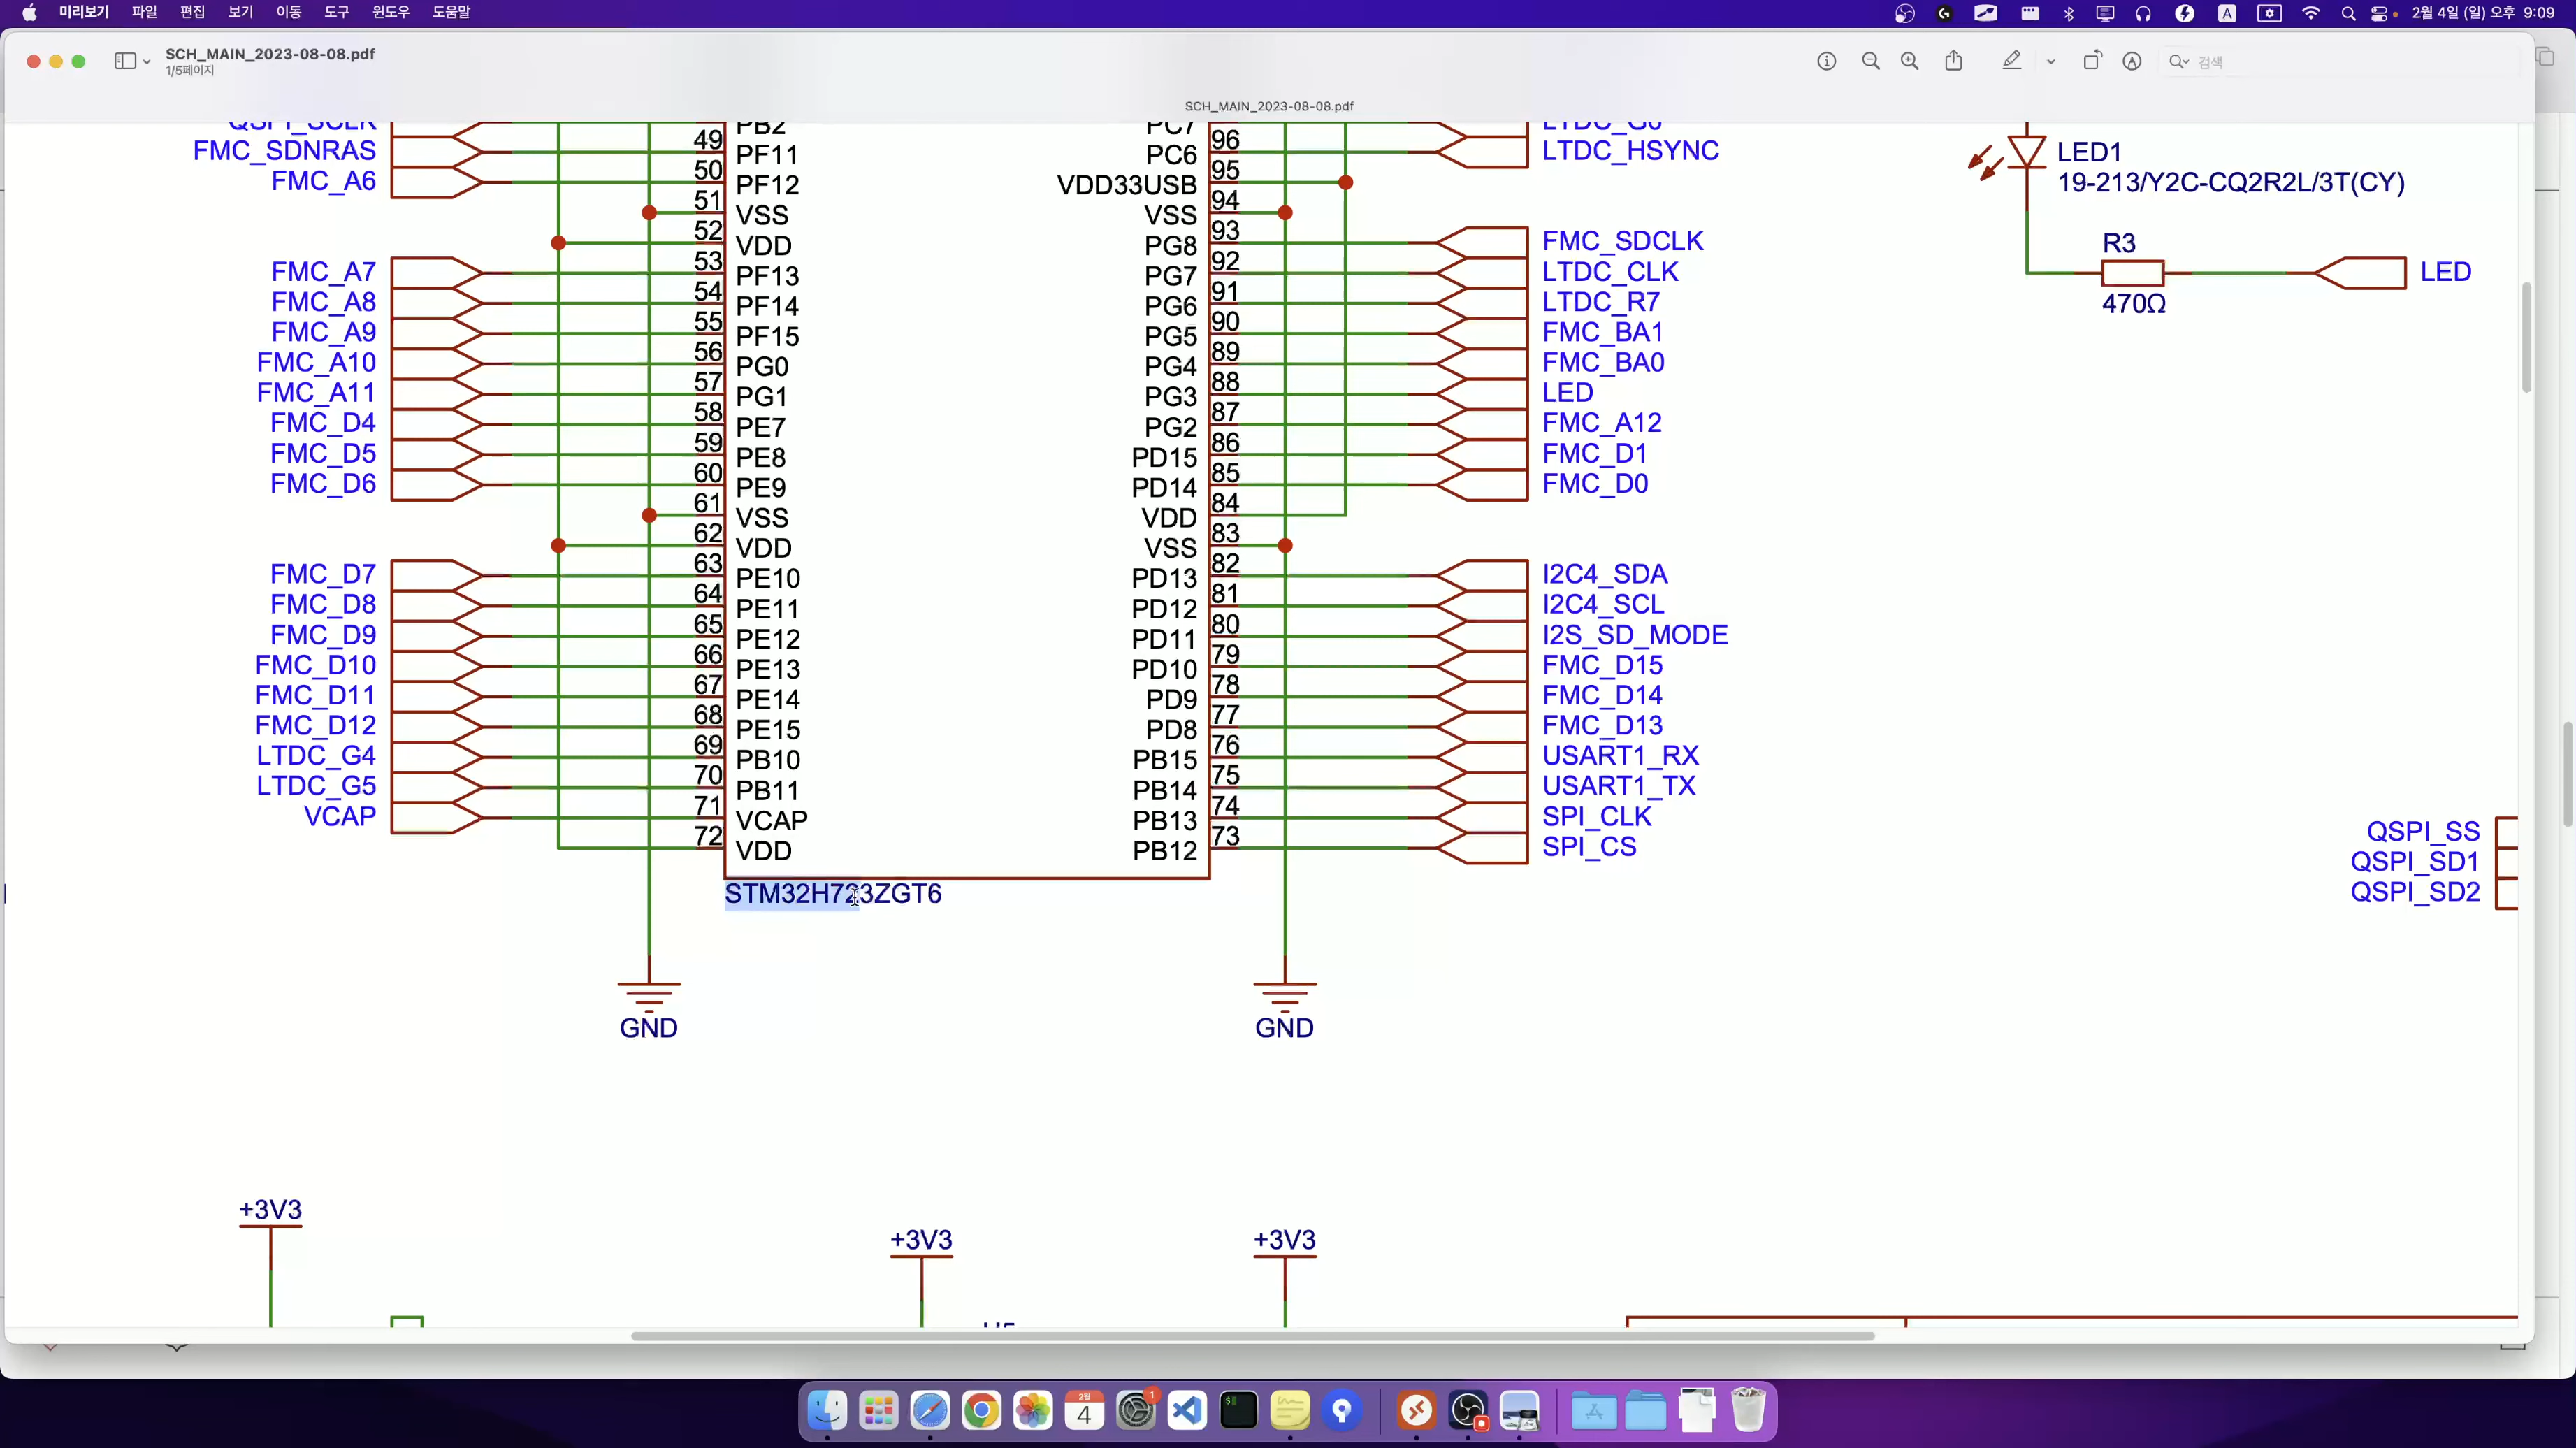 미리보기 파일 편집 보기 이동 도구 윈도우 도움말 A 2월 4일 (일) 오후 9:09
SCH_MAIN_2023-08-08.pdf
1/5페이지
검색
SCH_MAIN_2023-08-08.pdf
QSPI_SCLK PB2 PC7 LTDC_G6
FMC_SDNRAS 49 PF11 PC6 96 LTDC_HSYNC
FMC_A6 50 PF12 VDD33USB 95
51 VSS VSS 94
52 VDD PG8 93 FMC_SDCLK
FMC_A7 53 PF13 PG7 92 LTDC_CLK
FMC_A8 54 PF14 PG6 91 LTDC_R7
FMC_A9 55 PF15 PG5 90 FMC_BA1
FMC_A10 56 PG0 PG4 89 FMC_BA0
FMC_A11 57 PG1 PG3 88 LED
FMC_D4 58 PE7 PG2 87 FMC_A12
FMC_D5 59 PE8 PD15 86 FMC_D1
FMC_D6 60 PE9 PD14 85 FMC_D0
61 VSS VDD 84
62 VDD VSS 83
FMC_D7 63 PE10 PD13 82 I2C4_SDA
FMC_D8 64 PE11 PD12 81 I2C4_SCL
FMC_D9 65 PE12 PD11 80 I2S_SD_MODE
FMC_D10 66 PE13 PD10 79 FMC_D15
FMC_D11 67 PE14 PD9 78 FMC_D14
FMC_D12 68 PE15 PD8 77 FMC_D13
LTDC_G4 69 PB10 PB15 76 USART1_RX
LTDC_G5 70 PB11 PB14 75 USART1_TX
VCAP 71 VCAP PB13 74 SPI_CLK
72 VDD PB12 73 SPI_CS
STM32H723ZGT6
GND
GND
LED1
19-213/Y2C-CQ2R2L/3T(CY)
R3
LED
470Ω
QSPI_SS
QSPI_SD1
QSPI_SD2
+3V3
+3V3
+3V3
2월
4
1